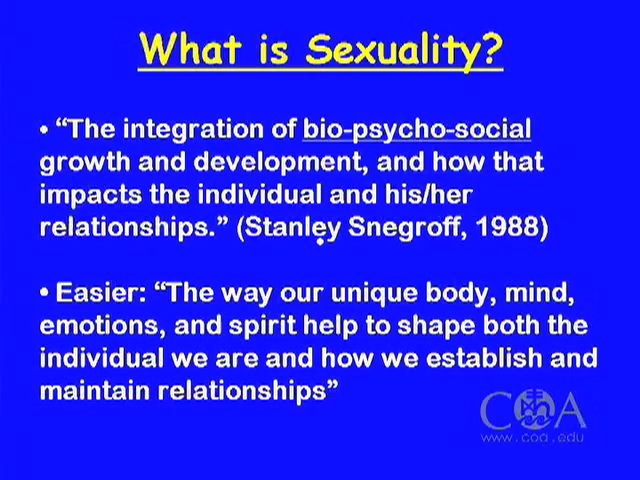 What is Sexuality?
• “The integration of bio-psycho-social
growth and development, and how that
impacts the individual and his/her
relationships.” (Stanley Snegroff, 1988)
• Easier: “The way our unique body, mind,
emotions, and spirit help to shape both the
individual we are and how we establish and
maintain relationships”
COA
www.coa.edu